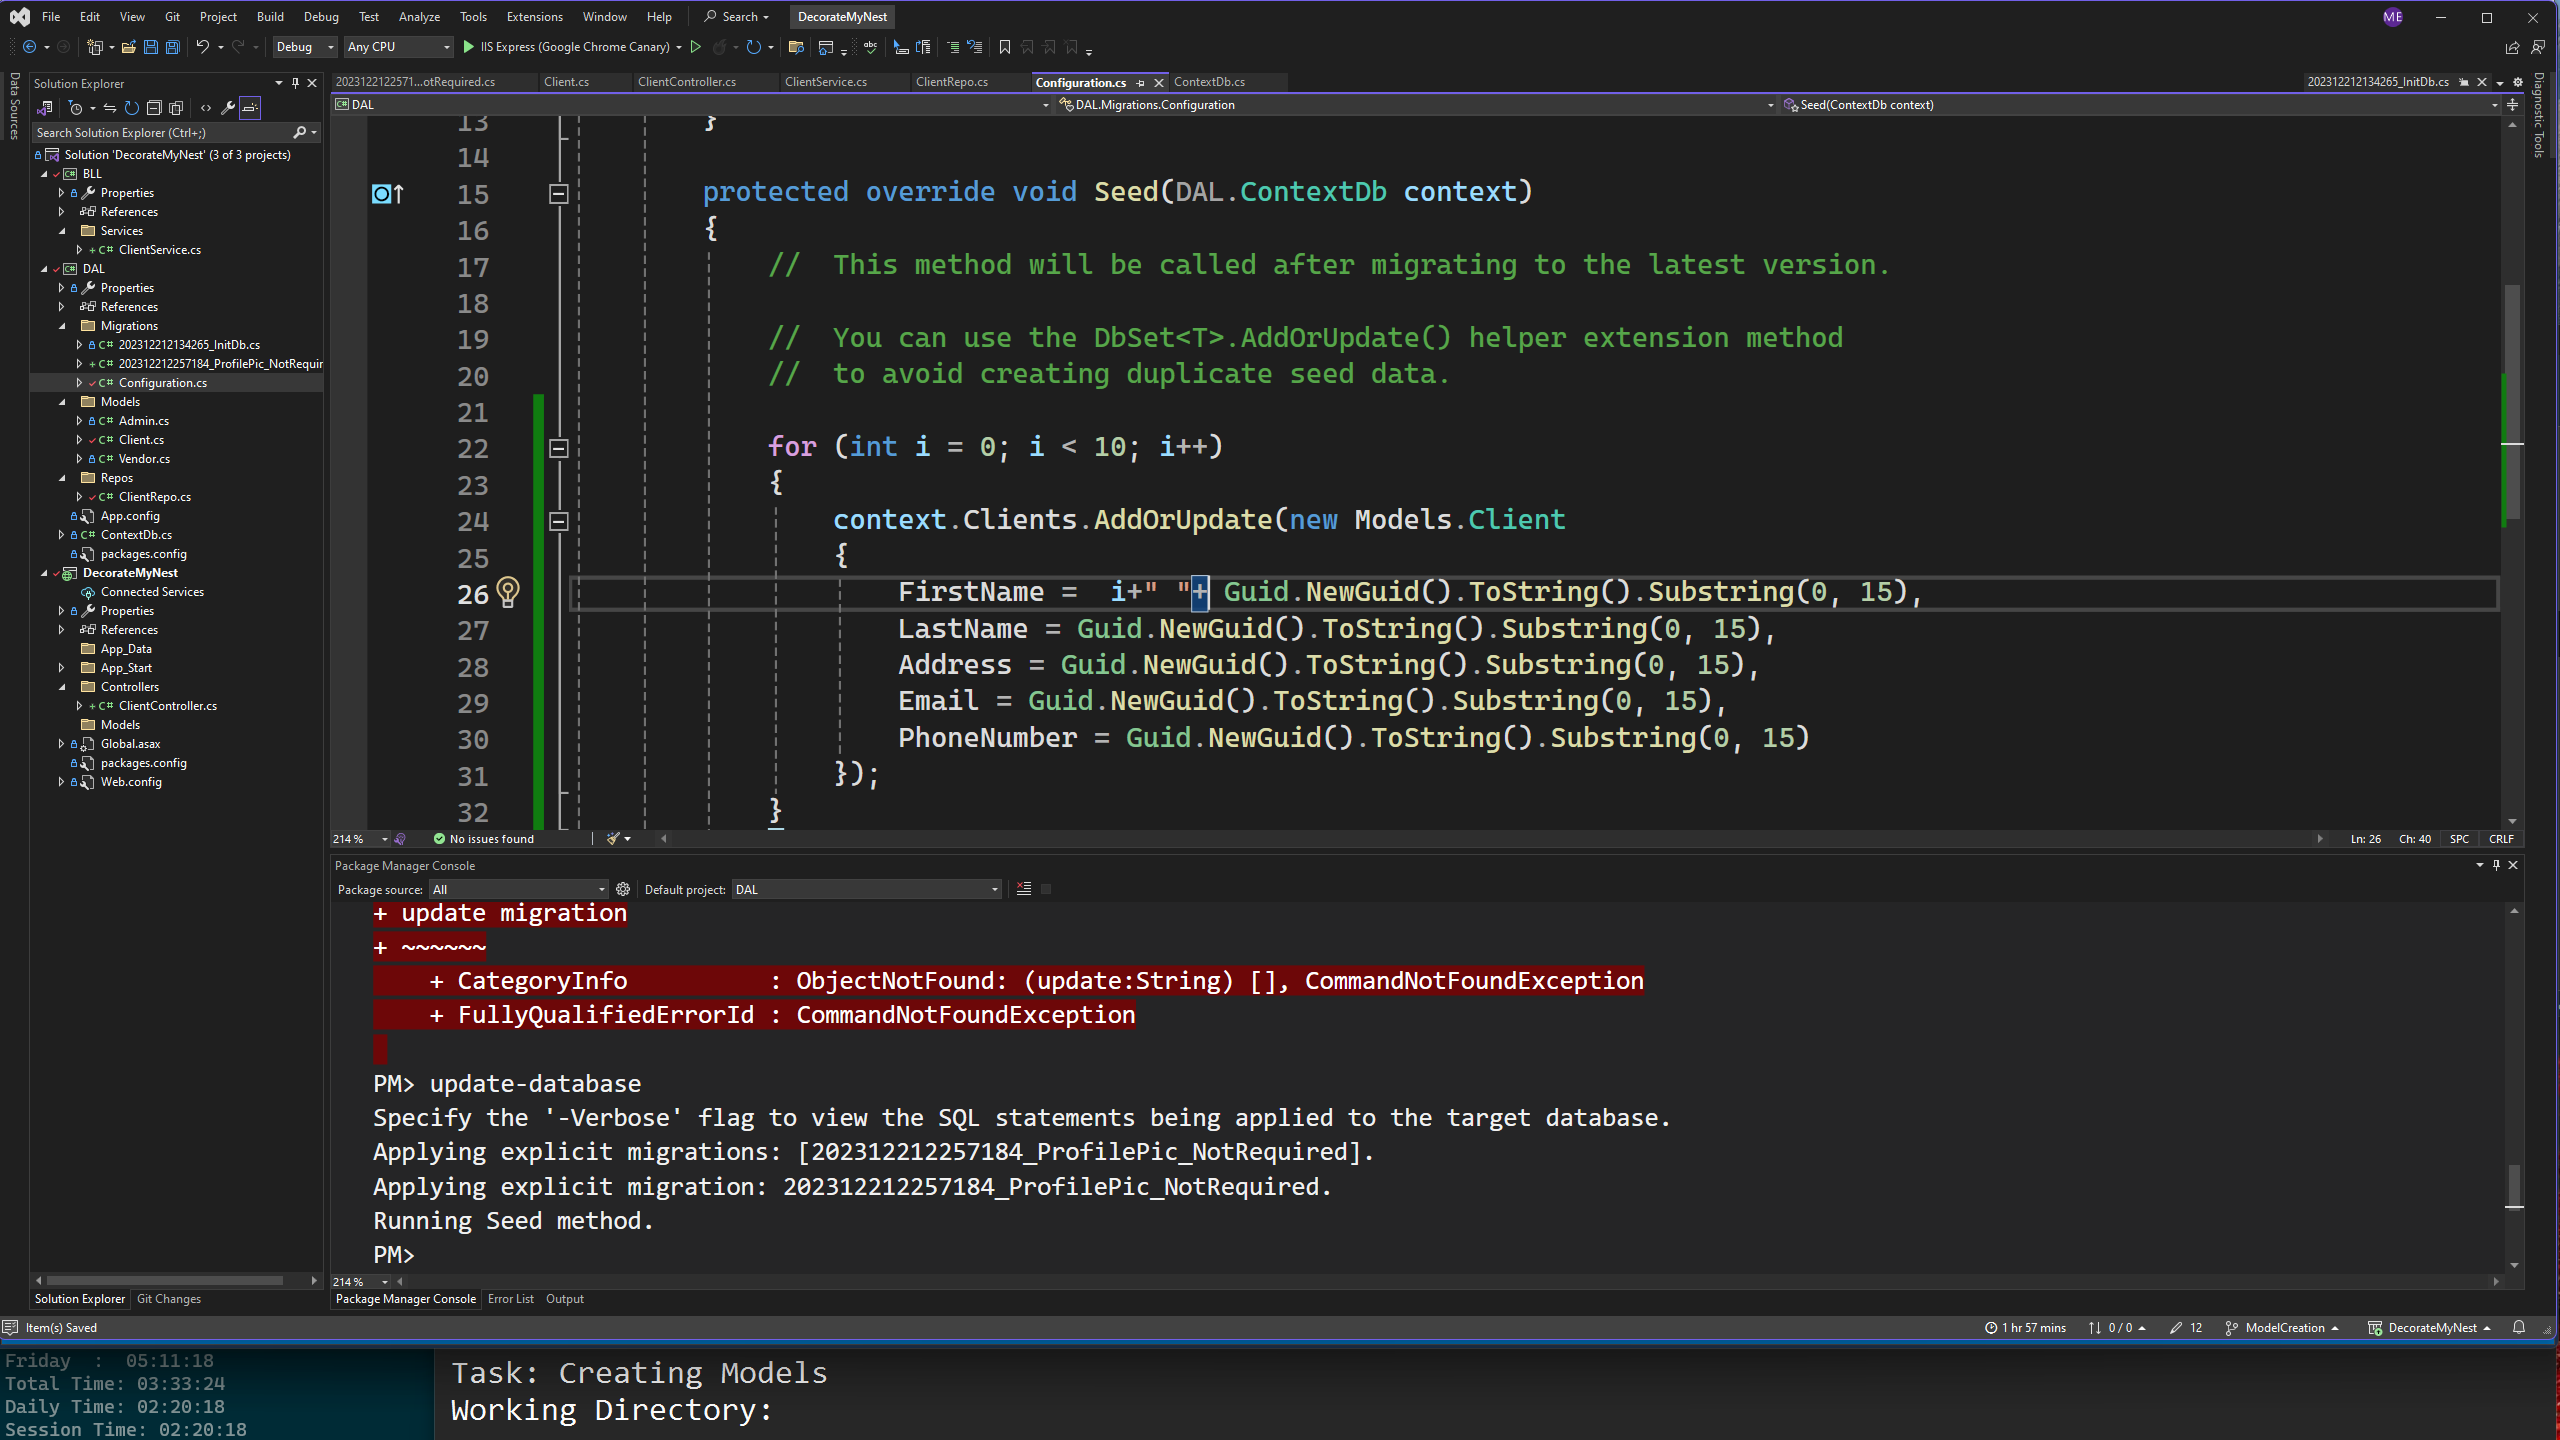 File Edit View Git Project Build Debug Test Analyze Tools Extensions Window Help Search DecorateMyNest ME
Debug Any CPU IIS Express (Google Chrome Canary)
Data Sources
Solution Explorer
Search Solution Explorer (Ctrl+;)
Solution 'DecorateMyNest' (3 of 3 projects)
BLL
Properties
References
Services
C# ClientService.cs
DAL
Properties
References
Migrations
C# 202312212134265_InitDb.cs
C# 202312212257184_ProfilePic_NotRequir
C# Configuration.cs
Models
C# Admin.cs
C# Client.cs
C# Vendor.cs
Repos
C# ClientRepo.cs
App.config
C# ContextDb.cs
packages.config
DecorateMyNest
Connected Services
Properties
References
App_Data
App_Start
Controllers
C# ClientController.cs
Models
Global.asax
packages.config
Web.config
Solution Explorer Git Changes
2023122122571...otRequired.cs Client.cs ClientController.cs ClientService.cs ClientRepo.cs Configuration.cs ContextDb.cs 202312212134265_InitDb.cs
C# DAL DAL.Migrations.Configuration Seed(ContextDb context)
Diagnostic Tools
13 }
14
15 protected override void Seed(DAL.ContextDb context)
16 {
17 //  This method will be called after migrating to the latest version.
18
19 //  You can use the DbSet<T>.AddOrUpdate() helper extension method
20 //  to avoid creating duplicate seed data.
21
22 for (int i = 0; i < 10; i++)
23 {
24 context.Clients.AddOrUpdate(new Models.Client
25 {
26 FirstName =  i+" "+ Guid.NewGuid().ToString().Substring(0, 15),
27 LastName = Guid.NewGuid().ToString().Substring(0, 15),
28 Address = Guid.NewGuid().ToString().Substring(0, 15),
29 Email = Guid.NewGuid().ToString().Substring(0, 15),
30 PhoneNumber = Guid.NewGuid().ToString().Substring(0, 15)
31 });
32 }
214 % No issues found Ln: 26 Ch: 40 SPC CRLF
Package Manager Console
Package source: All Default project: DAL
+ update migration
+ ~~~~~~
+ CategoryInfo          : ObjectNotFound: (update:String) [], CommandNotFoundException
+ FullyQualifiedErrorId : CommandNotFoundException
PM> update-database
Specify the '-Verbose' flag to view the SQL statements being applied to the target database.
Applying explicit migrations: [202312212257184_ProfilePic_NotRequired].
Applying explicit migration: 202312212257184_ProfilePic_NotRequired.
Running Seed method.
PM>
214 %
Package Manager Console Error List Output
Item(s) Saved 1 hr 57 mins 0 / 0 12 ModelCreation DecorateMyNest
Friday  :  05:11:18
Total Time: 03:33:24
Daily Time: 02:20:18
Session Time: 02:20:18
Task: Creating Models
Working Directory: